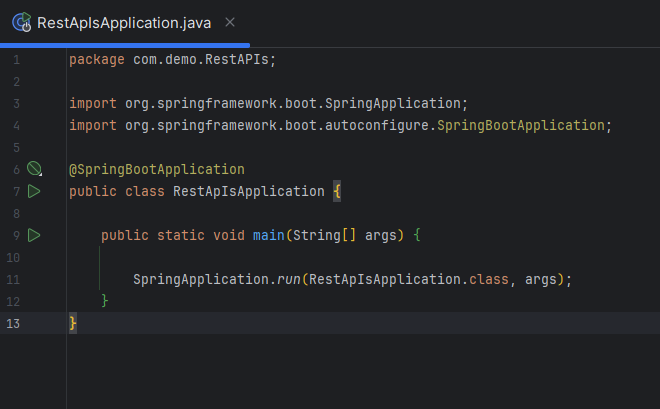 RestApIsApplication.java
1 package com.demo.RestAPIs;
2
3 import org.springframework.boot.SpringApplication;
4 import org.springframework.boot.autoconfigure.SpringBootApplication;
5
6 @SpringBootApplication
7 public class RestApIsApplication {
8
9 public static void main(String[] args) {
10
11 SpringApplication.run(RestApIsApplication.class, args);
12 }
13 }